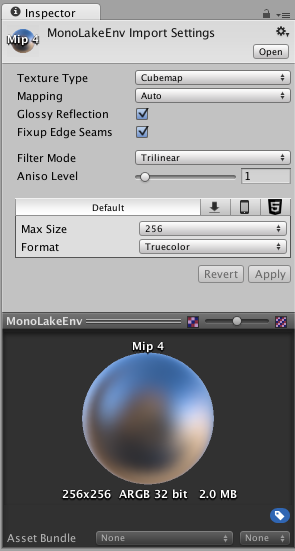 Inspector
Mip 4
MonoLakeEnv Import Settings
Open
Texture Type Cubemap
Mapping Auto
Glossy Reflection
Fixup Edge Seams
Filter Mode Trilinear
Aniso Level 1
Default
Max Size 256
Format Truecolor
Revert Apply
MonoLakeEnv
Mip 4
256x256 ARGB 32 bit 2.0 MB
Asset Bundle None None